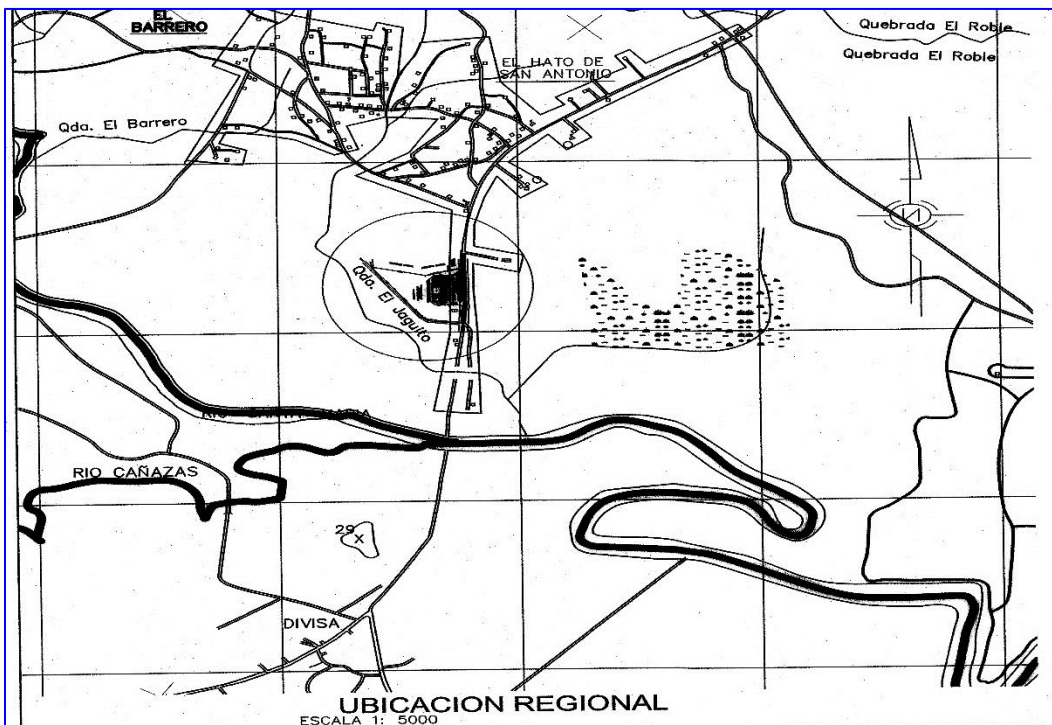 EL
BARRERO
Quebrada El Roble
Quebrada El Roble
EL HATO DE
SAN ANTONIO
Qda. El Barrero
N
Qda. El Jaguito
RIO
RIO CAÑAZAS
29
DIVISA
UBICACION REGIONAL
ESCALA 1: 5000